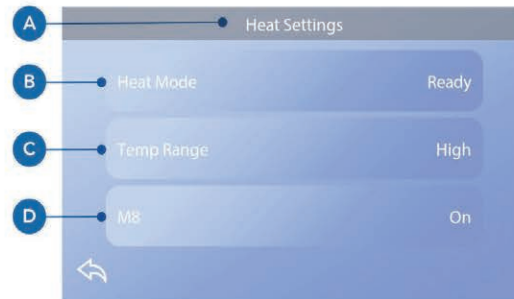 A Heat Settings
B Heat Mode Ready
C Temp Range High
D M8 On